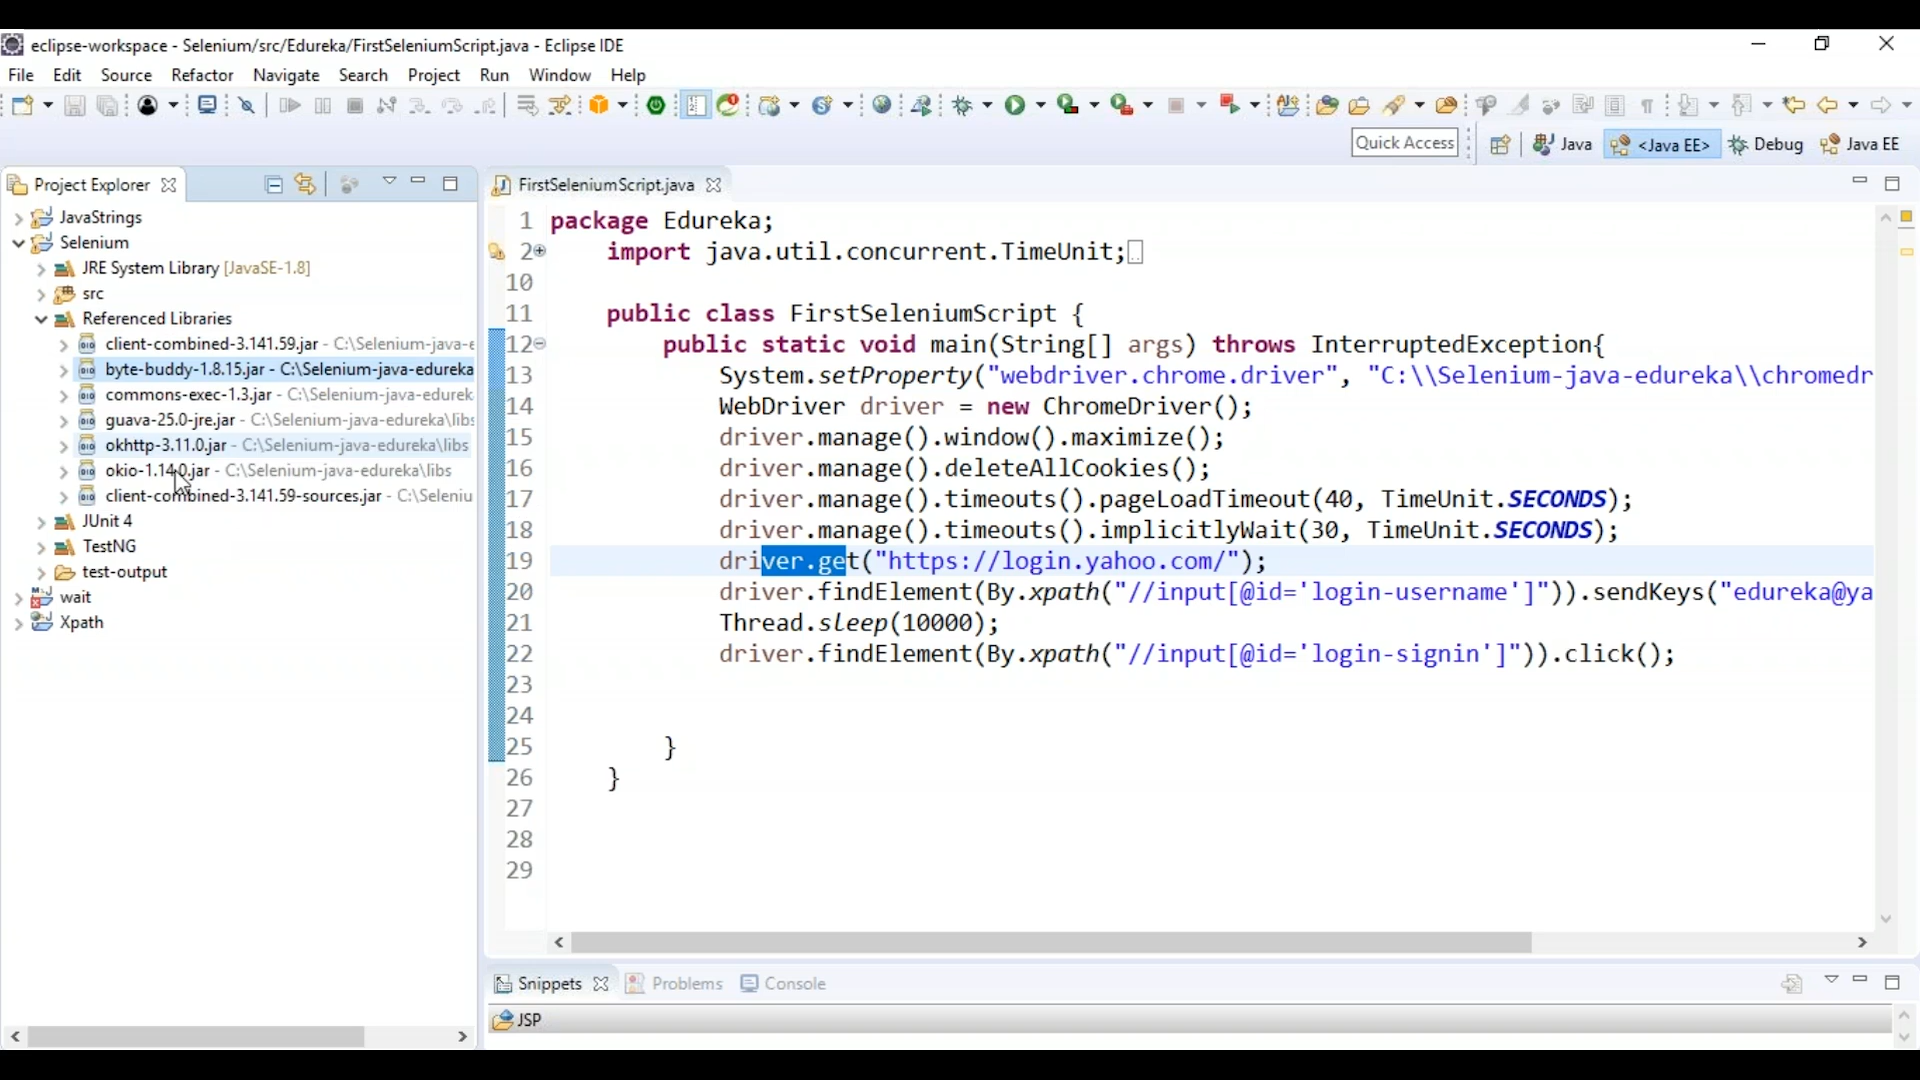 eclipse-workspace - Selenium/src/Edureka/FirstSeleniumScript.java - Eclipse IDE
File Edit Source Refactor Navigate Search Project Run Window Help
Quick Access Java <Java EE> Debug Java EE
Project Explorer
JavaStrings
Selenium
JRE System Library [JavaSE-1.8]
src
Referenced Libraries
client-combined-3.141.59.jar - C:\Selenium-java-e
byte-buddy-1.8.15.jar - C:\Selenium-java-edureka
commons-exec-1.3.jar - C:\Selenium-java-edurek
guava-25.0-jre.jar - C:\Selenium-java-edureka\libs
okhttp-3.11.0.jar - C:\Selenium-java-edureka\libs
okio-1.14.0.jar - C:\Selenium-java-edureka\libs
client-combined-3.141.59-sources.jar - C:\Seleniu
JUnit 4
TestNG
test-output
wait
Xpath
FirstSeleniumScript.java
1 package Edureka;
2 import java.util.concurrent.TimeUnit;
10
11 public class FirstSeleniumScript {
12 public static void main(String[] args) throws InterruptedException{
13 System.setProperty("webdriver.chrome.driver", "C:\\Selenium-java-edureka\\chromedr
14 WebDriver driver = new ChromeDriver();
15 driver.manage().window().maximize();
16 driver.manage().deleteAllCookies();
17 driver.manage().timeouts().pageLoadTimeout(40, TimeUnit.SECONDS);
18 driver.manage().timeouts().implicitlyWait(30, TimeUnit.SECONDS);
19 driver.get("https://login.yahoo.com/");
20 driver.findElement(By.xpath("//input[@id='login-username']")).sendKeys("edureka@ya
21 Thread.sleep(10000);
22 driver.findElement(By.xpath("//input[@id='login-signin']")).click();
23
24
25 }
26 }
27
28
29
Snippets Problems Console
JSP